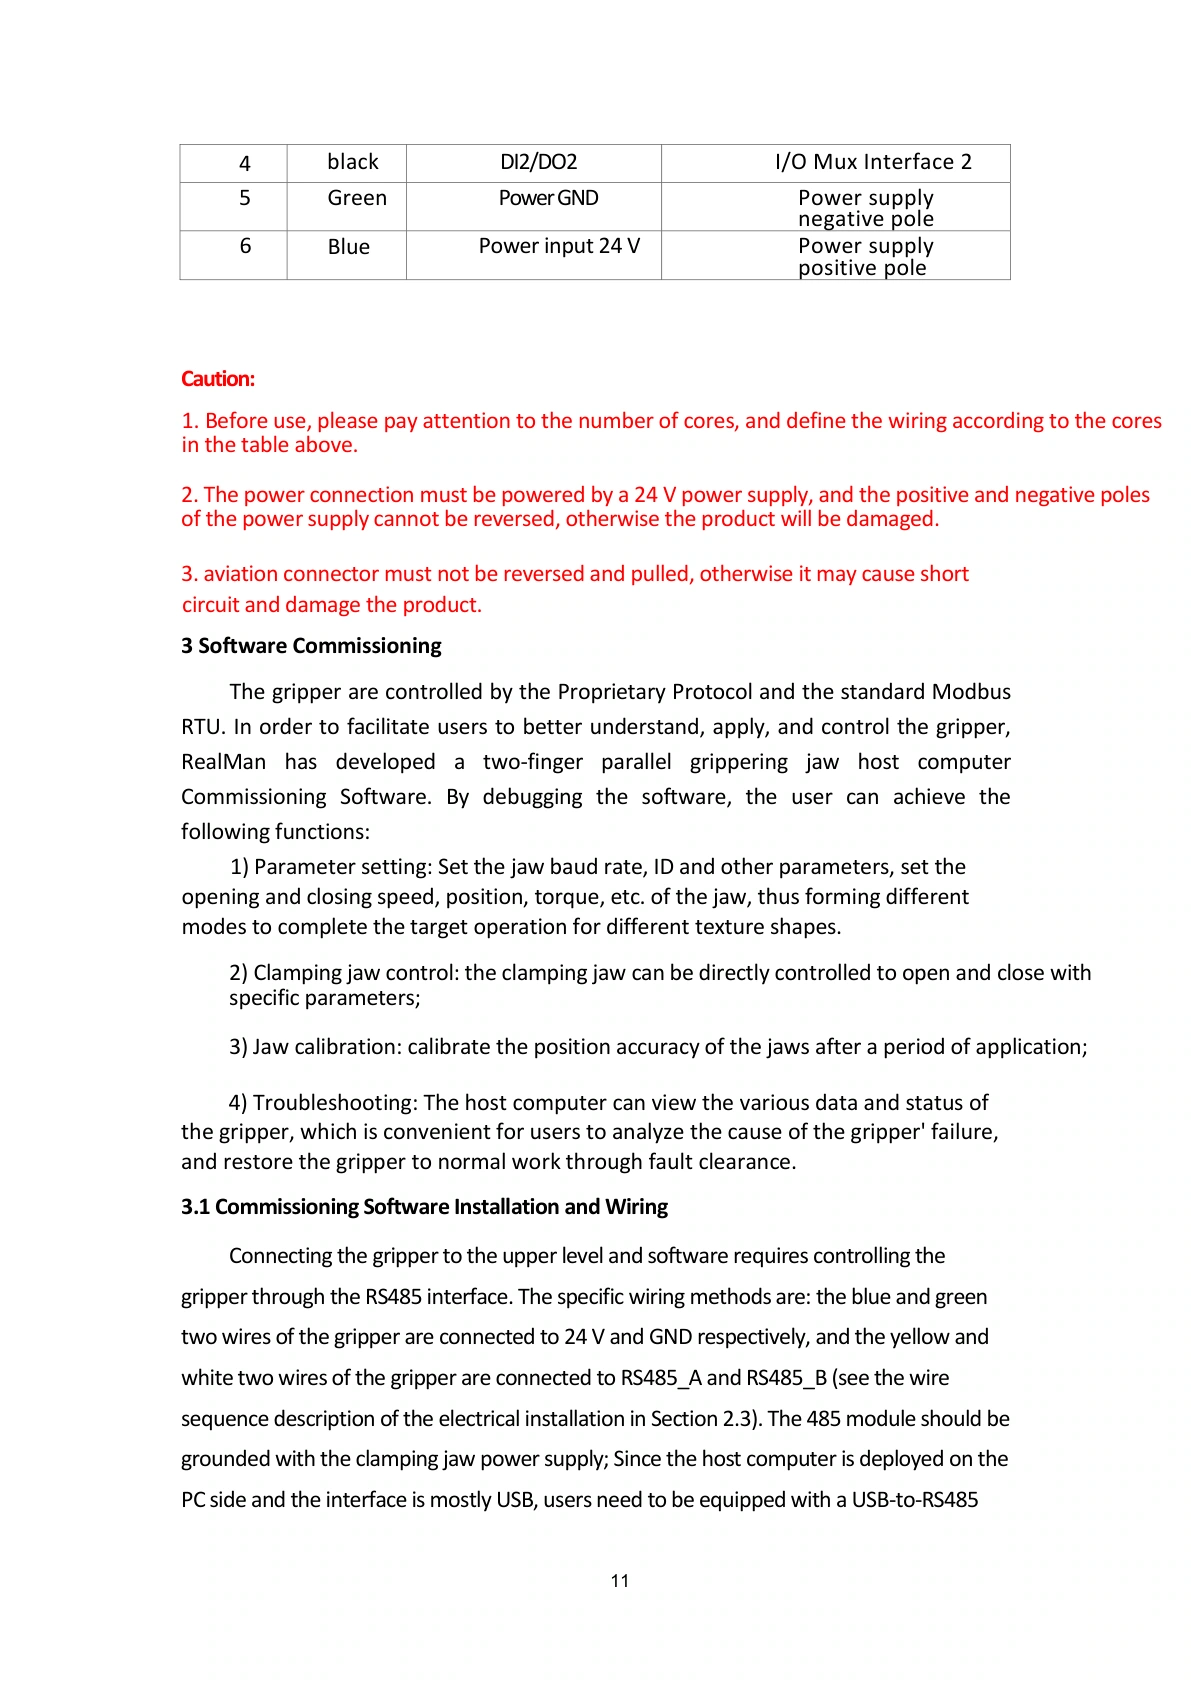 4 black DI2/DO2 I/O Mux Interface 2
5 Green Power GND Power supply
negative pole
6 Blue Power input 24 V Power supply
positive pole
Caution:
1. Before use, please pay attention to the number of cores, and define the wiring according to the cores
in the table above.
2. The power connection must be powered by a 24 V power supply, and the positive and negative poles
of the power supply cannot be reversed, otherwise the product will be damaged.
3. aviation connector must not be reversed and pulled, otherwise it may cause short
circuit and damage the product.
3 Software Commissioning
The gripper are controlled by the Proprietary Protocol and the standard Modbus
RTU. In order to facilitate users to better understand, apply, and control the gripper,
RealMan has developed a two-finger parallel grippering jaw host computer
Commissioning Software. By debugging the software, the user can achieve the
following functions:
1) Parameter setting: Set the jaw baud rate, ID and other parameters, set the
opening and closing speed, position, torque, etc. of the jaw, thus forming different
modes to complete the target operation for different texture shapes.
2) Clamping jaw control: the clamping jaw can be directly controlled to open and close with
specific parameters;
3) Jaw calibration: calibrate the position accuracy of the jaws after a period of application;
4) Troubleshooting: The host computer can view the various data and status of
the gripper, which is convenient for users to analyze the cause of the gripper' failure,
and restore the gripper to normal work through fault clearance.
3.1 Commissioning Software Installation and Wiring
Connecting the gripper to the upper level and software requires controlling the
gripper through the RS485 interface. The specific wiring methods are: the blue and green
two wires of the gripper are connected to 24 V and GND respectively, and the yellow and
white two wires of the gripper are connected to RS485_A and RS485_B (see the wire
sequence description of the electrical installation in Section 2.3). The 485 module should be
grounded with the clamping jaw power supply; Since the host computer is deployed on the
PC side and the interface is mostly USB, users need to be equipped with a USB-to-RS485
11